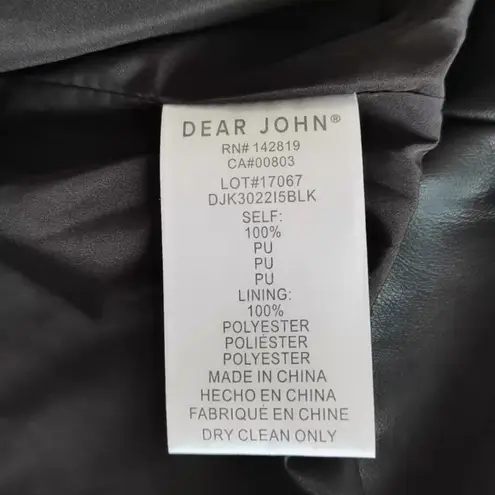 DEAR JOHN®
RN# 142819
CA#00803
LOT#17067
DJK3022I5BLK
SELF:
100%
PU
PU
PU
LINING:
100%
POLYESTER
POLIÉSTER
POLYESTER
MADE IN CHINA
HECHO EN CHINA
FABRIQUÉ EN CHINE
DRY CLEAN ONLY